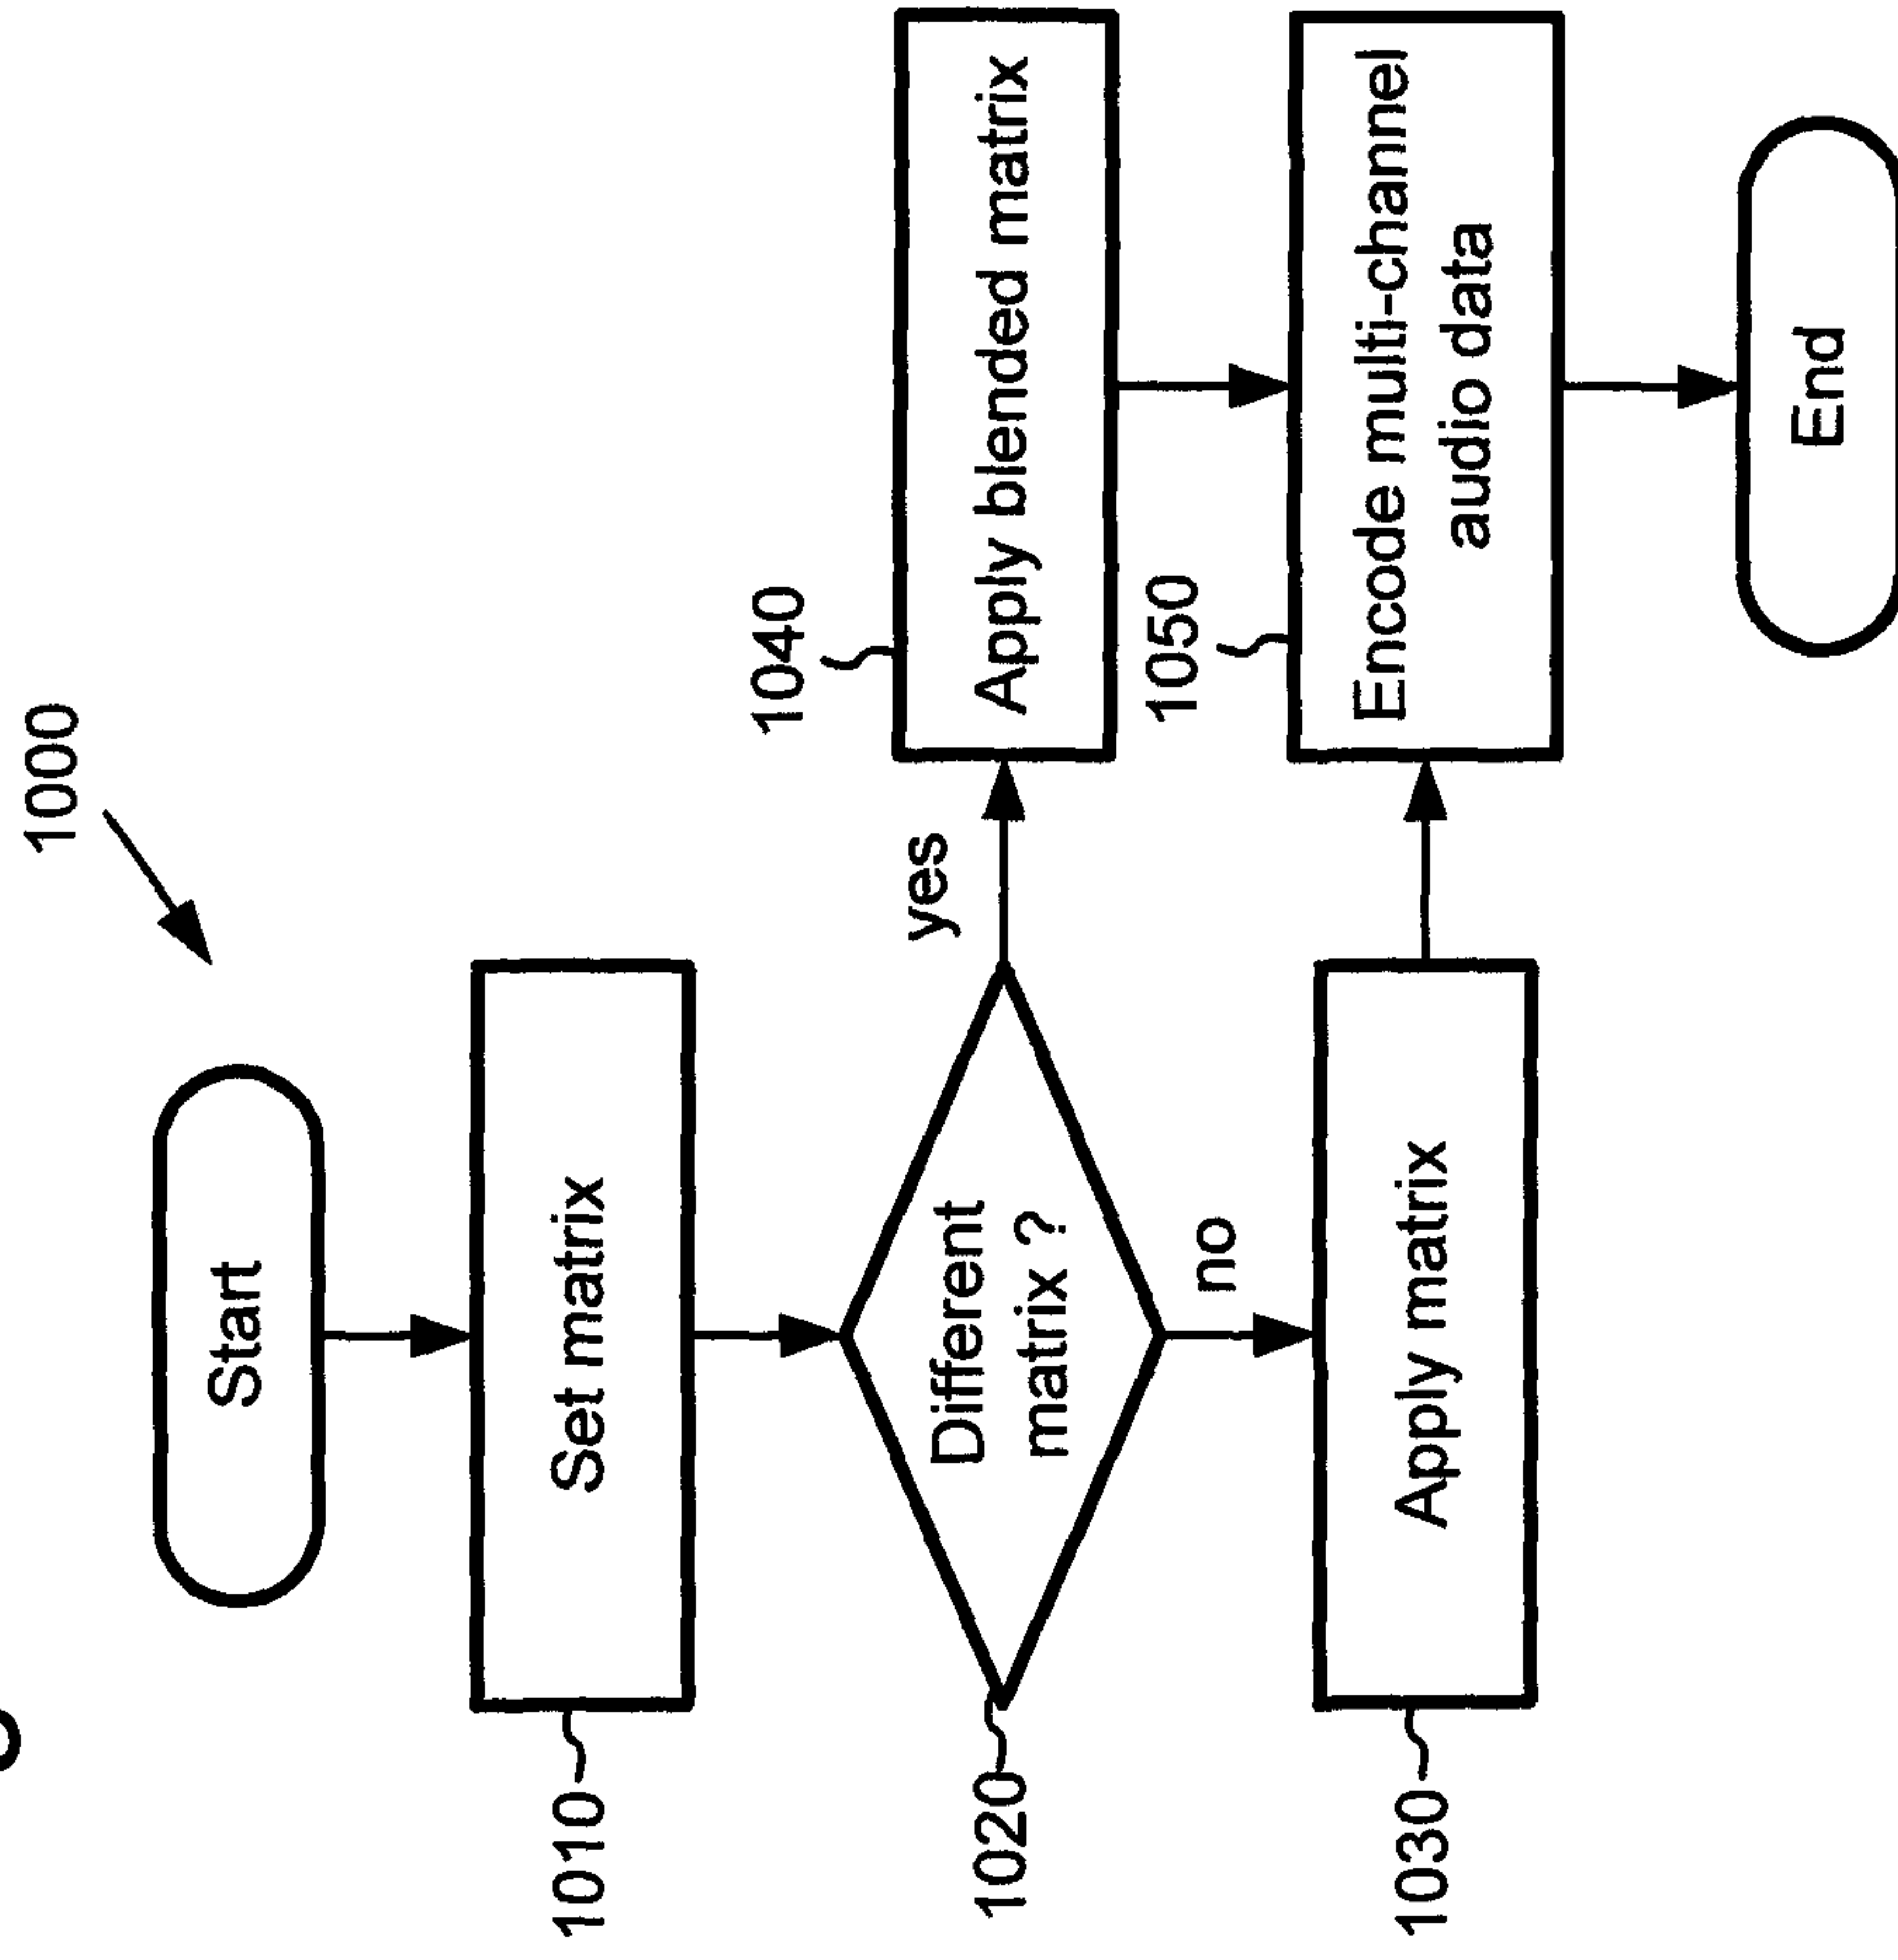 1000
Start
1010
Set matrix
1020
Different
matrix ?
yes
no
1030
Apply matrix
1040
Apply blended matrix
1050
Encode multi-channel
audio data
End